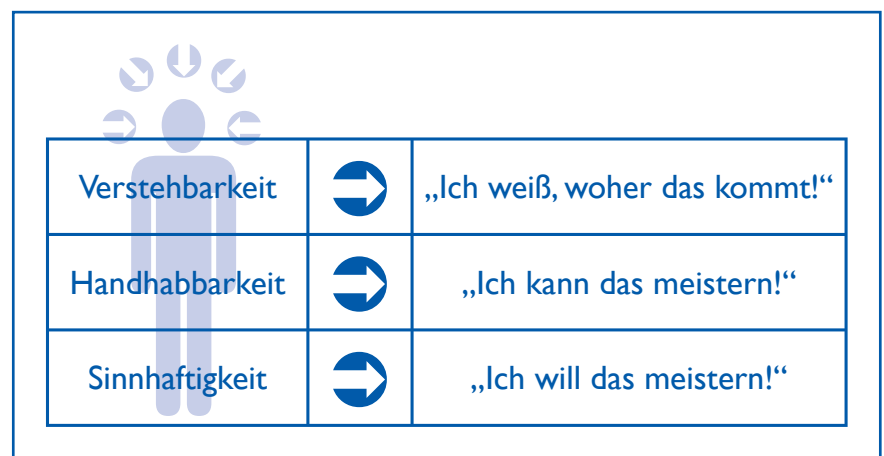 Verstehbarkeit
„Ich weiß, woher das kommt!“
Handhabbarkeit
„Ich kann das meistern!“
Sinnhaftigkeit
„Ich will das meistern!“